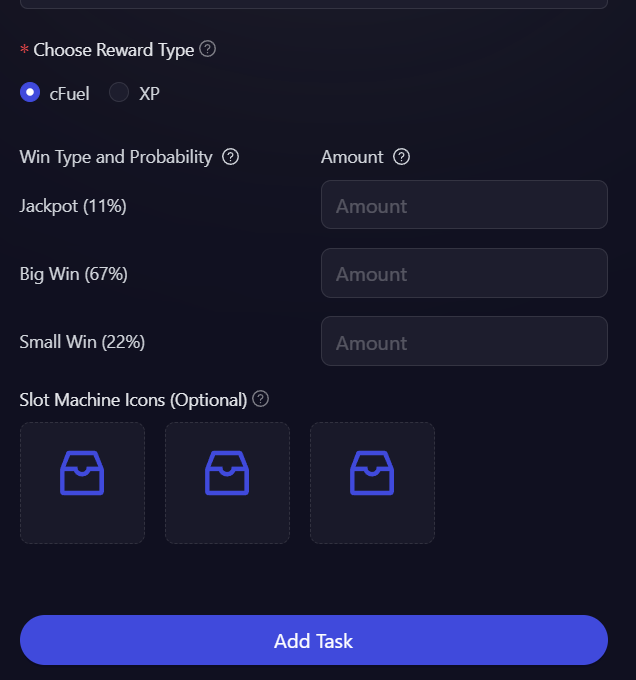 * Choose Reward Type ?
cFuel XP
Win Type and Probability ? Amount ?
Jackpot (11%) Amount
Big Win (67%) Amount
Small Win (22%) Amount
Slot Machine Icons (Optional) ?
Add Task